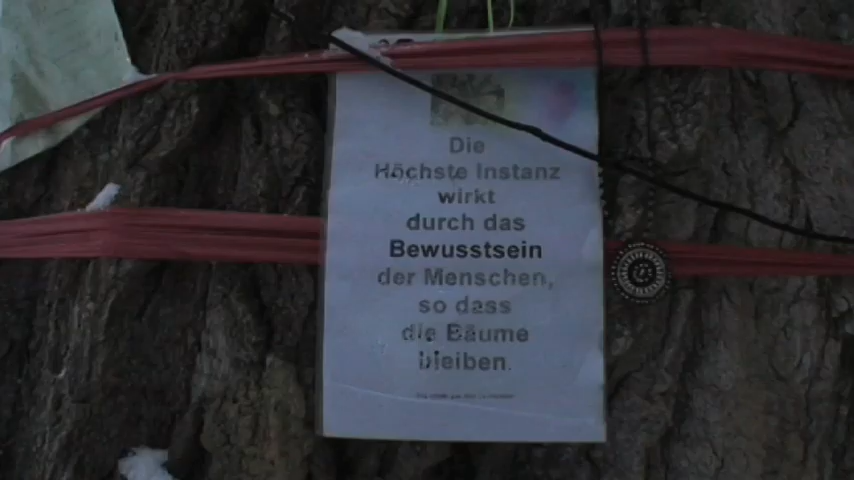 Die
Höchste Instanz
wirkt
durch das
Bewusstsein
der Menschen,
so dass
die Bäume
bleiben.